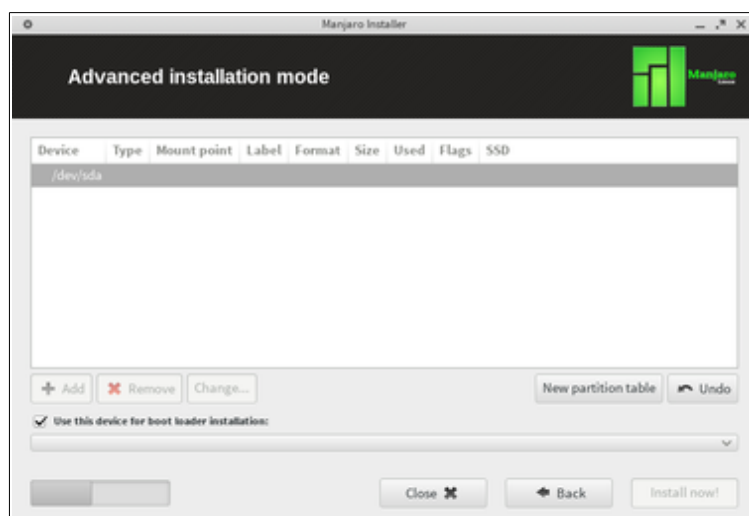 Manjaro Installer
Advanced installation mode
Manjaro
Device Type Mount point Label Format Size Used Flags SSD
/dev/sda
Add Remove Change... New partition table Undo
Use this device for boot loader installation:
Close Back Install now!